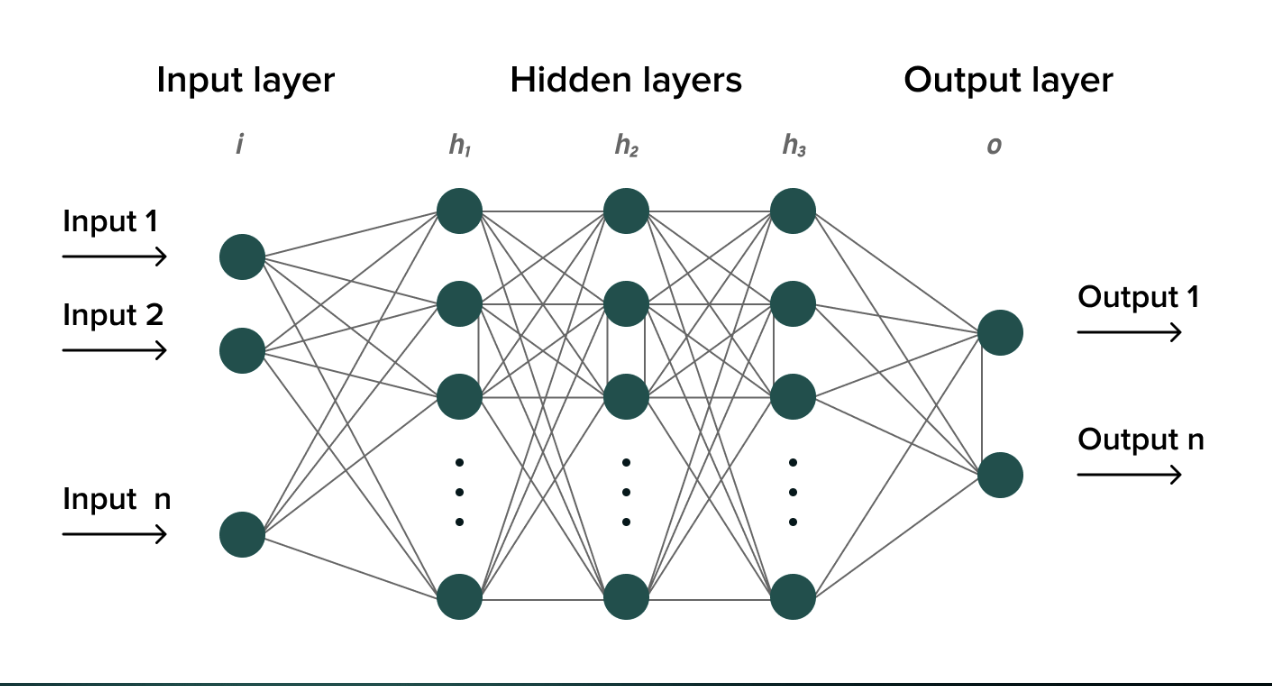 Input layer Hidden layers Output layer
i h₁ h₂ h₃ o
Input 1
Input 2
Input n
Output 1
Output n